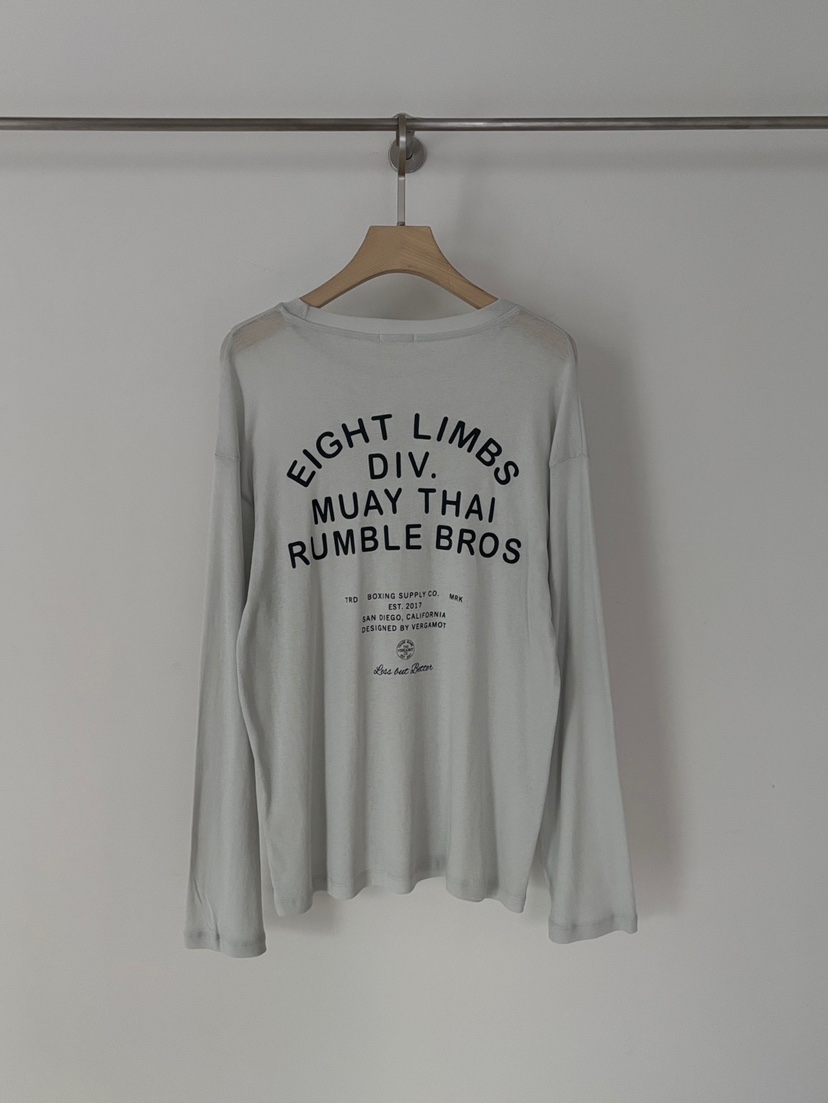 EIGHT LIMBS
DIV.
MUAY THAI
RUMBLE BROS
TRD BOXING SUPPLY CO. MRK
EST. 2017
SAN DIEGO, CALIFORNIA
DESIGNED BY VERGAMOT
Less but Better